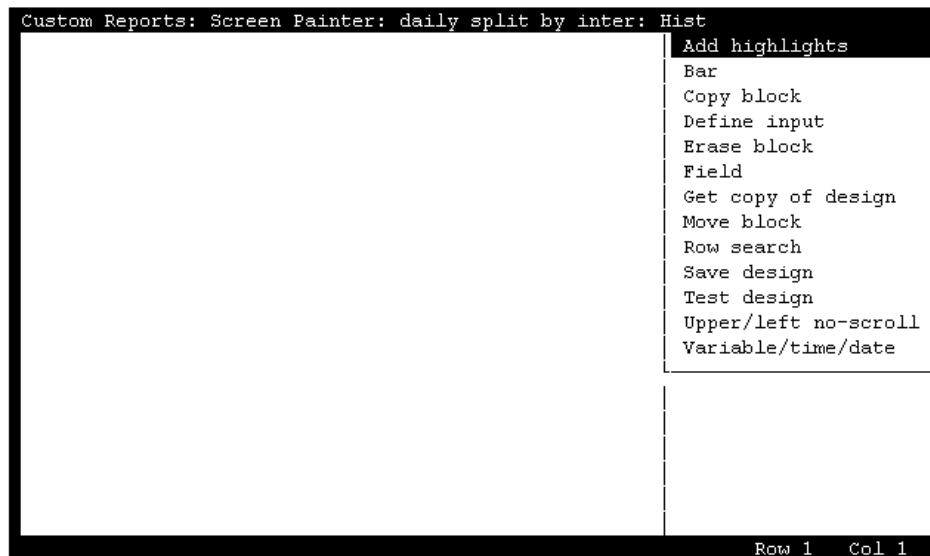 Custom Reports: Screen Painter: daily split by inter: Hist
Add highlights
Bar
Copy block
Define input
Erase block
Field
Get copy of design
Move block
Row search
Save design
Test design
Upper/left no-scroll
Variable/time/date
Row 1 Col 1